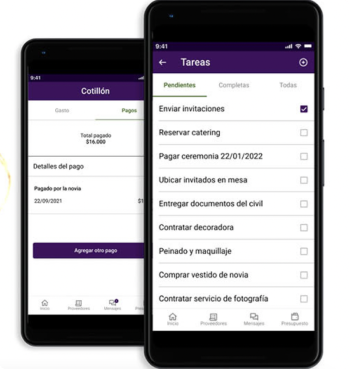 9:41
Cotillón
Gasto
Pagos
Total pagado
$16.000
Detalles del pago
Pagado por la novia
22/09/2021
Agregar otro pago
Inicio
Proveedores
Mensajes
9:41
Tareas
Pendientes
Completas
Todas
Enviar invitaciones
Reservar catering
Pagar ceremonia 22/01/2022
Ubicar invitados en mesa
Entregar documentos del civil
Contratar decoradora
Peinado y maquillaje
Comprar vestido de novia
Contratar servicio de fotografía
Inicio
Proveedores
Mensajes
Presupuesto